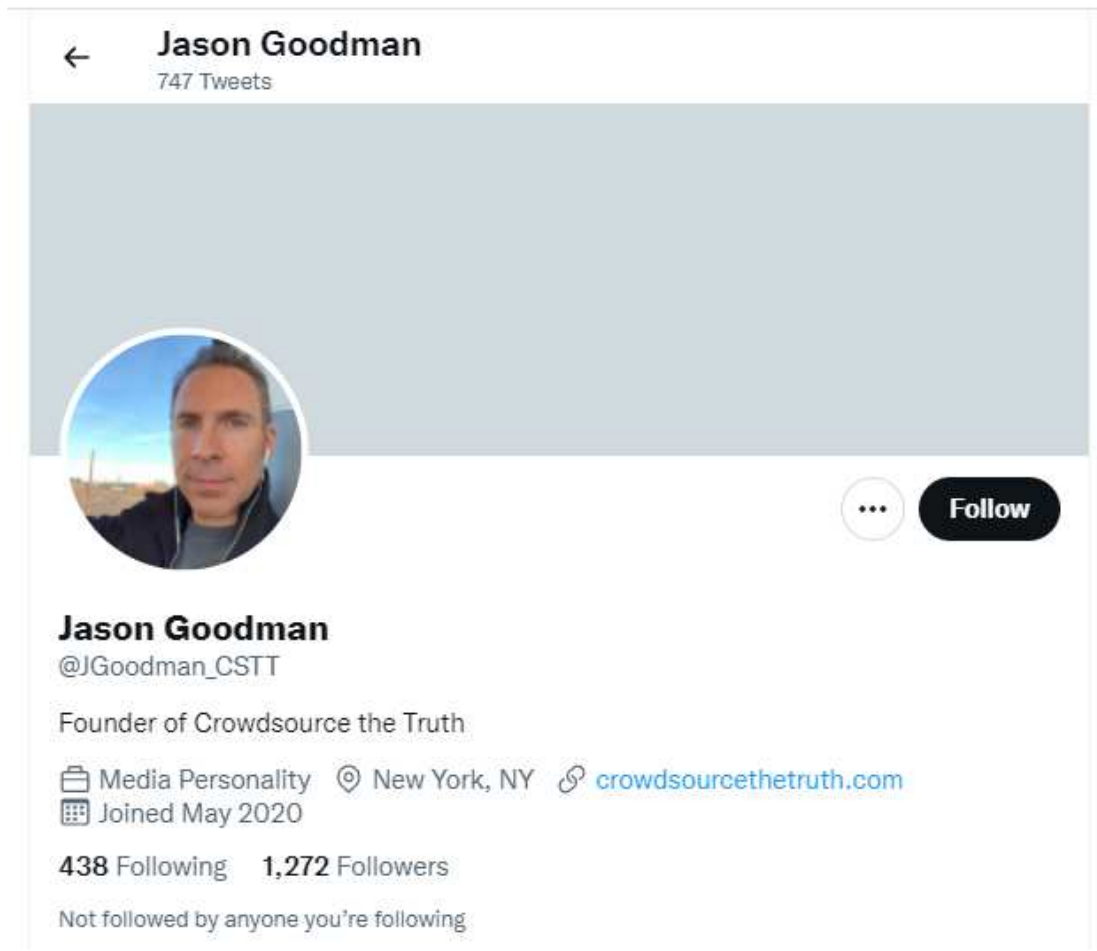 Jason Goodman
747 Tweets
Follow
Jason Goodman
@JGoodman_CSTT
Founder of Crowdsource the Truth
Media Personality New York, NY crowdsourcethetruth.com
Joined May 2020
438 Following 1,272 Followers
Not followed by anyone you’re following